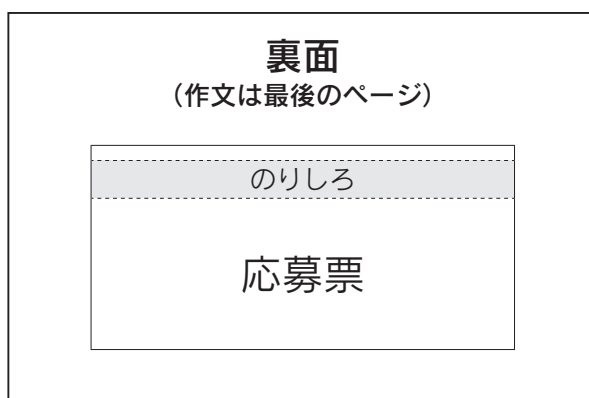 裏面
（作文は最後のページ）
のりしろ
応募票